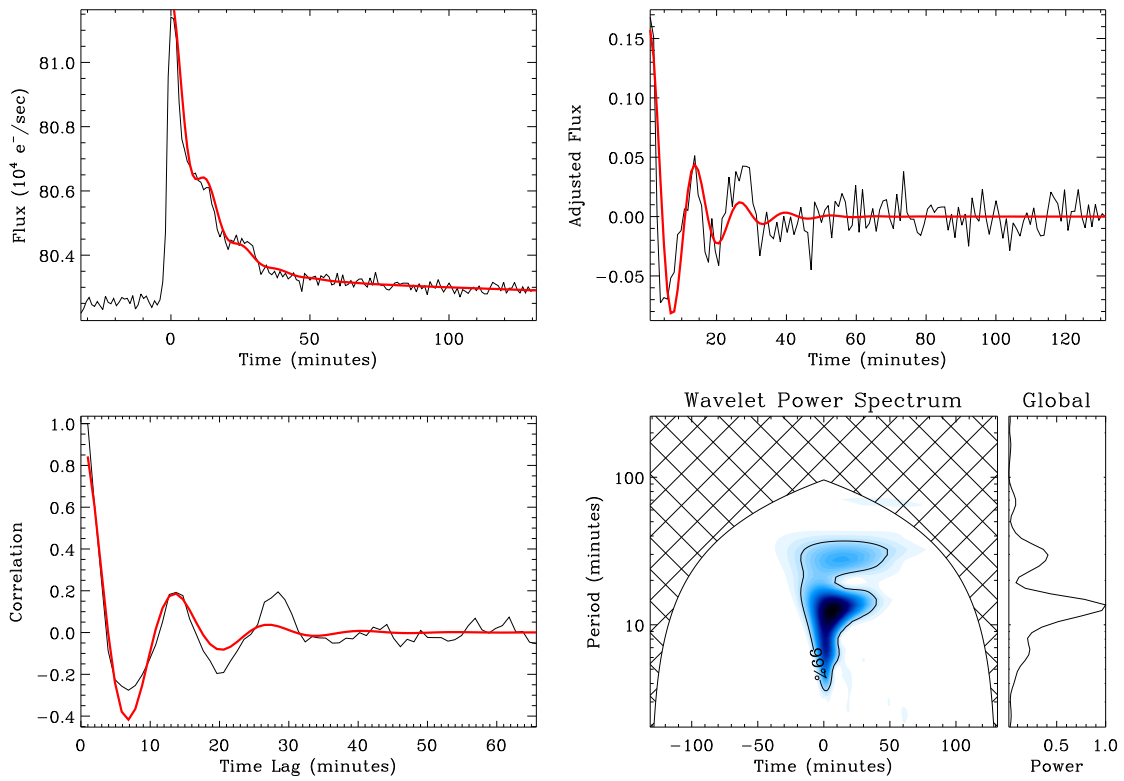 81.0
80.8
80.6
80.4
Flux (10⁴ e⁻/sec)
0 50 100
Time (minutes)
0.15
0.10
0.05
0.00
−0.05
Adjusted Flux
20 40 60 80 100 120
Time (minutes)
1.0
0.8
0.6
0.4
0.2
0.0
−0.2
−0.4
Correlation
0 10 20 30 40 50 60
Time Lag (minutes)
Wavelet Power Spectrum
100
10
Period (minutes)
99%
−100 −50 0 50 100
Time (minutes)
Global
0.5 1.0
Power